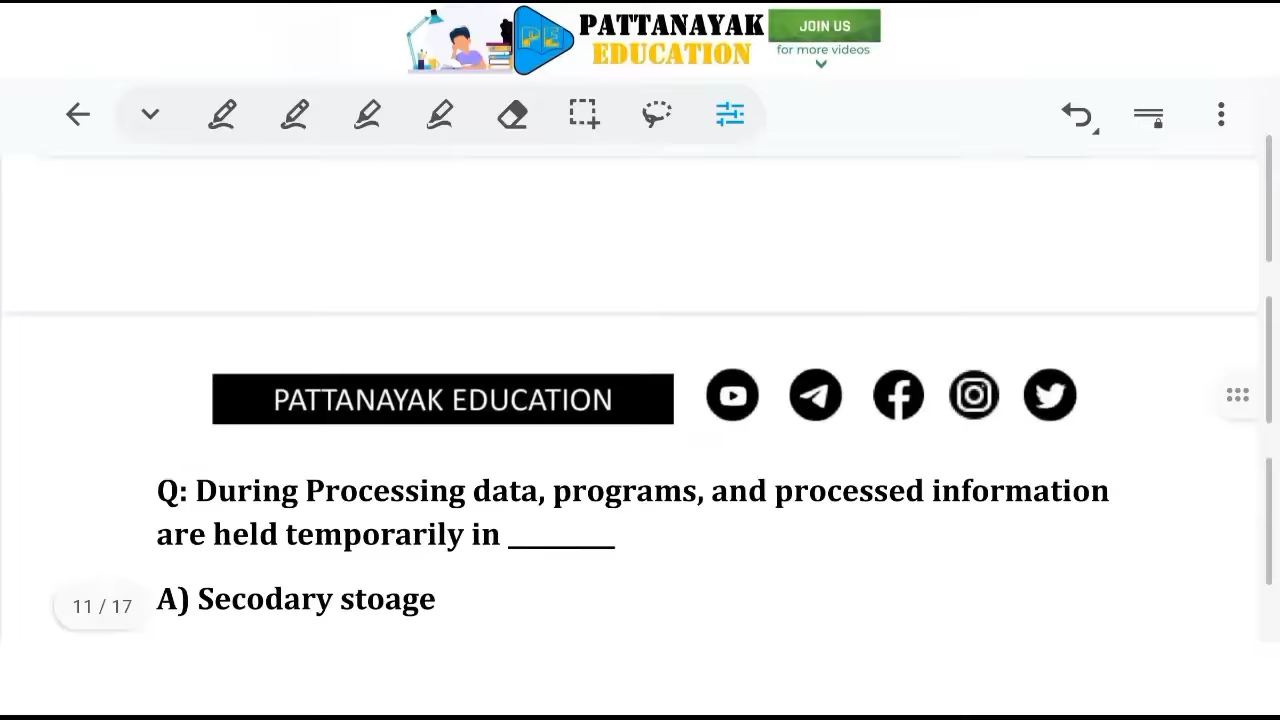 PE
PATTANAYAK
EDUCATION
JOIN US
for more videos
PATTANAYAK EDUCATION
Q: During Processing data, programs, and processed information
are held temporarily in ________
11 / 17
A) Secodary stoage